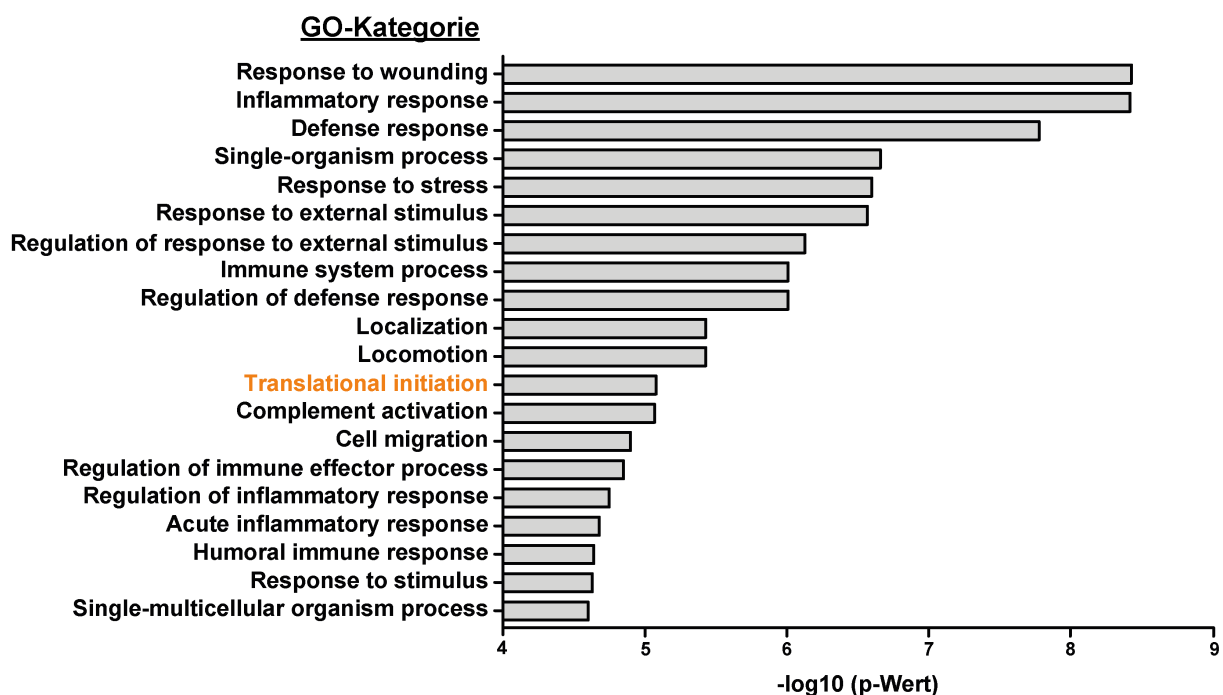 GO-Kategorie
Response to wounding
Inflammatory response
Defense response
Single-organism process
Response to stress
Response to external stimulus
Regulation of response to external stimulus
Immune system process
Regulation of defense response
Localization
Locomotion
Translational initiation
Complement activation
Cell migration
Regulation of immune effector process
Regulation of inflammatory response
Acute inflammatory response
Humoral immune response
Response to stimulus
Single-multicellular organism process
4 5 6 7 8 9
-log10 (p-Wert)